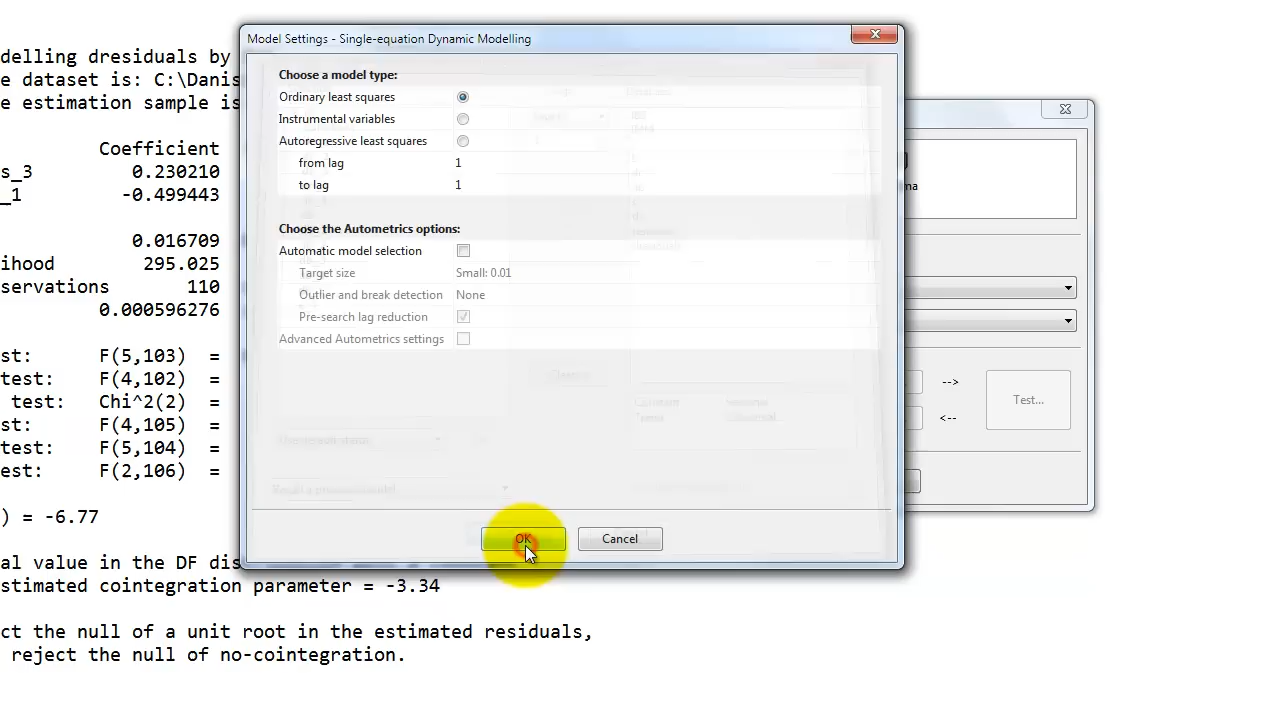 Model Settings - Single-equation Dynamic Modelling
delling dresiduals by
e dataset is: C:\Danis
e estimation sample is
Coefficient
s_3 0.230210
_1 -0.499443
0.016709
ihood 295.025
servations 110
0.000596276
st: F(5,103) =
test: F(4,102) =
test: Chi^2(2) =
st: F(4,105) =
test: F(5,104) =
est: F(2,106) =
) = -6.77
al value in the DF dis
stimated cointegration parameter = -3.34
ct the null of a unit root in the estimated residuals,
reject the null of no-cointegration.
Choose a model type:
Ordinary least squares
Instrumental variables
Autoregressive least squares
from lag 1
to lag 1
Choose the Autometrics options:
Automatic model selection
Target size Small: 0.01
Outlier and break detection None
Pre-search lag reduction
Advanced Autometrics settings
OK Cancel
ma
-->
<--
Test...